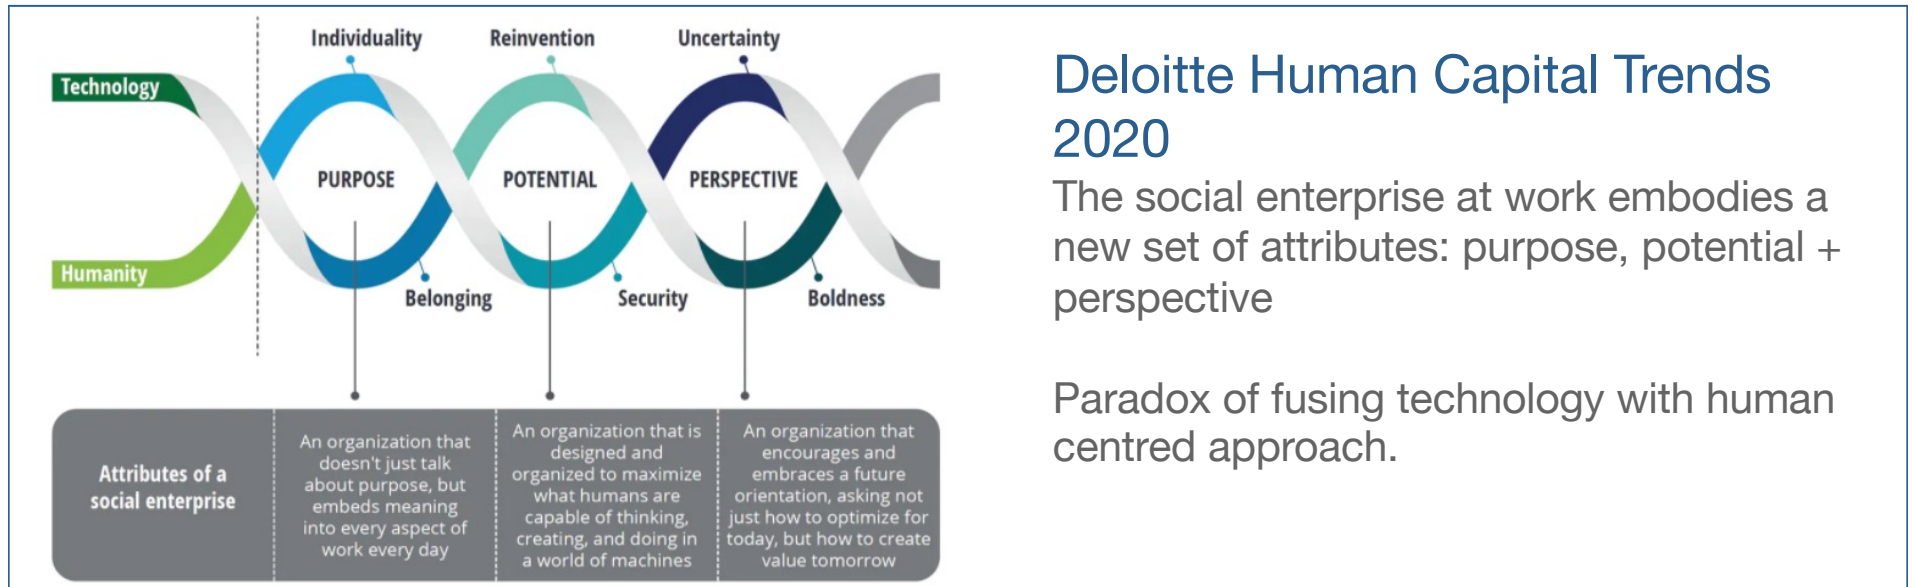 Individuality
Reinvention
Uncertainty
Technology
PURPOSE
POTENTIAL
PERSPECTIVE
Humanity
Belonging
Security
Boldness
Attributes of a
social enterprise
An organization that
doesn't just talk
about purpose, but
embeds meaning
into every aspect of
work every day
An organization that is
designed and
organized to maximize
what humans are
capable of thinking,
creating, and doing in
a world of machines
An organization that
encourages and
embraces a future
orientation, asking not
just how to optimize for
today, but how to create
value tomorrow
Deloitte Human Capital Trends
2020
The social enterprise at work embodies a
new set of attributes: purpose, potential +
perspective
Paradox of fusing technology with human
centred approach.